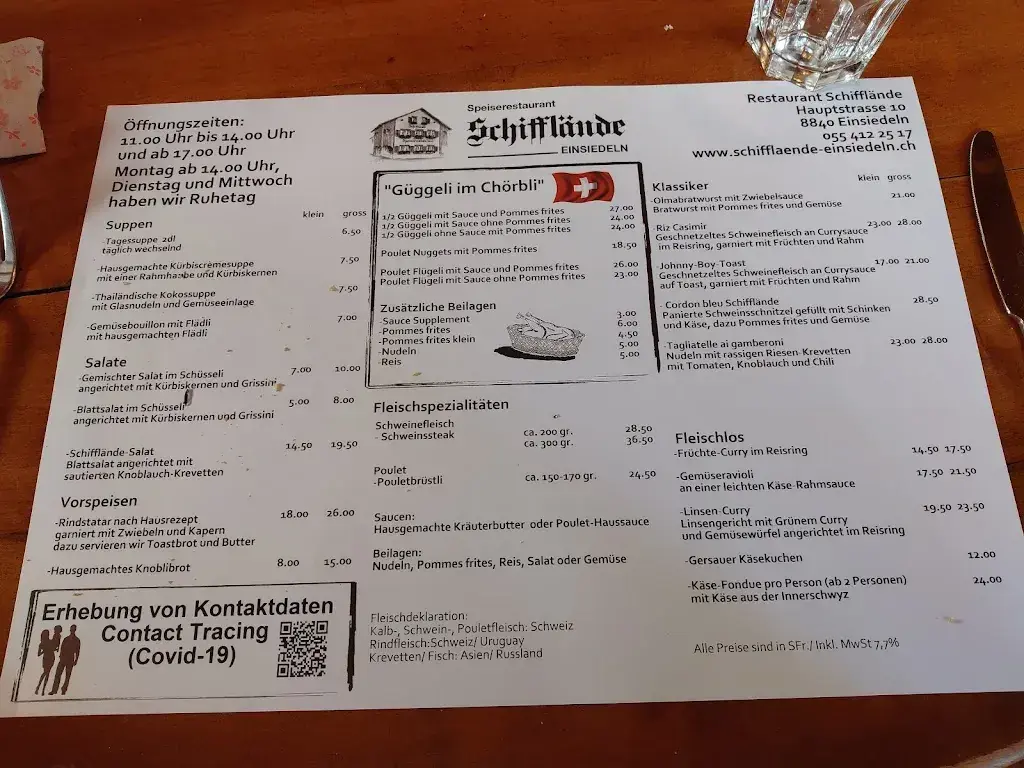 Öffnungszeiten:
11.00 Uhr bis 14.00 Uhr
und ab 17.00 Uhr
Montag ab 14.00 Uhr,
Dienstag und Mittwoch
haben wir Ruhetag
Speiserestaurant
Schifflände
EINSIEDELN
Restaurant Schifflände
Hauptstrasse 10
8840 Einsiedeln
055 412 25 17
www.schifflaende-einsiedeln.ch
Suppen klein gross
-Tagessuppe 2dl 6.50
täglich wechselnd
-Hausgemachte Kürbiscrèmesuppe 7.50
mit einer Rahmhaube und Kürbiskernen
-Thailändische Kokossuppe 7.50
mit Glasnudeln und Gemüseeinlage
-Gemüsebouillon mit Flädli 7.00
mit hausgemachten Flädli
Salate
-Gemischter Salat im Schüsseli 7.00 10.00
angerichtet mit Kürbiskernen und Grissini
-Blattsalat im Schüsseli 5.00 8.00
angerichtet mit Kürbiskernen und Grissini
-Schifflände-Salat 14.50 19.50
Blattsalat angerichtet mit
sautierten Knoblauch-Krevetten
Vorspeisen
-Rindstatar nach Hausrezept 18.00 26.00
garniert mit Zwiebeln und Kapern
dazu servieren wir Toastbrot und Butter
-Hausgemachtes Knoblibrot 8.00 15.00
Erhebung von Kontaktdaten
Contact Tracing
(Covid-19)
"Güggeli im Chörbli"
1/2 Güggeli mit Sauce und Pommes frites 27.00
1/2 Güggeli mit Sauce ohne Pommes frites 24.00
1/2 Güggeli ohne Sauce mit Pommes frites 24.00
Poulet Nuggets mit Pommes frites 18.50
Poulet Flügeli mit Sauce und Pommes frites 26.00
Poulet Flügeli mit Sauce ohne Pommes frites 23.00
Zusätzliche Beilagen
-Sauce Supplement 3.00
-Pommes frites 6.00
-Pommes frites klein 4.50
-Nudeln 5.00
-Reis 5.00
Fleischspezialitäten
Schweinefleisch
- Schweinssteak ca. 200 gr. 28.50
ca. 300 gr. 36.50
Poulet
-Pouletbrüstli ca. 150-170 gr. 24.50
Saucen:
Hausgemachte Kräuterbutter oder Poulet-Haussauce
Beilagen:
Nudeln, Pommes frites, Reis, Salat oder Gemüse
Fleischdeklaration:
Kalb-, Schwein-, Pouletfleisch: Schweiz
Rindfleisch:Schweiz/ Uruguay
Krevetten/ Fisch: Asien/ Russland
Klassiker klein gross
-Olmabratwurst mit Zwiebelsauce 21.00
Bratwurst mit Pommes frites und Gemüse
-Riz Casimir 23.00 28.00
Geschnetzeltes Schweinefleisch an Currysauce
im Reisring, garniert mit Früchten und Rahm
-Johnny-Boy-Toast 17.00 21.00
Geschnetzeltes Schweinefleisch an Currysauce
auf Toast, garniert mit Früchten und Rahm
- Cordon bleu Schifflände 28.50
Panierte Schweinsschnitzel gefüllt mit Schinken
und Käse, dazu Pommes frites und Gemüse
-Tagliatelle ai gamberoni 23.00 28.00
Nudeln mit rassigen Riesen-Krevetten
mit Tomaten, Knoblauch und Chili
Fleischlos
-Früchte-Curry im Reisring 14.50 17.50
-Gemüseravioli 17.50 21.50
an einer leichten Käse-Rahmsauce
-Linsen-Curry 19.50 23.50
Linsengericht mit Grünem Curry
und Gemüsewürfel angerichtet im Reisring
-Gersauer Käsekuchen 12.00
-Käse-Fondue pro Person (ab 2 Personen) 24.00
mit Käse aus der Innerschwyz
Alle Preise sind in SFr./ Inkl. MwSt 7,7%